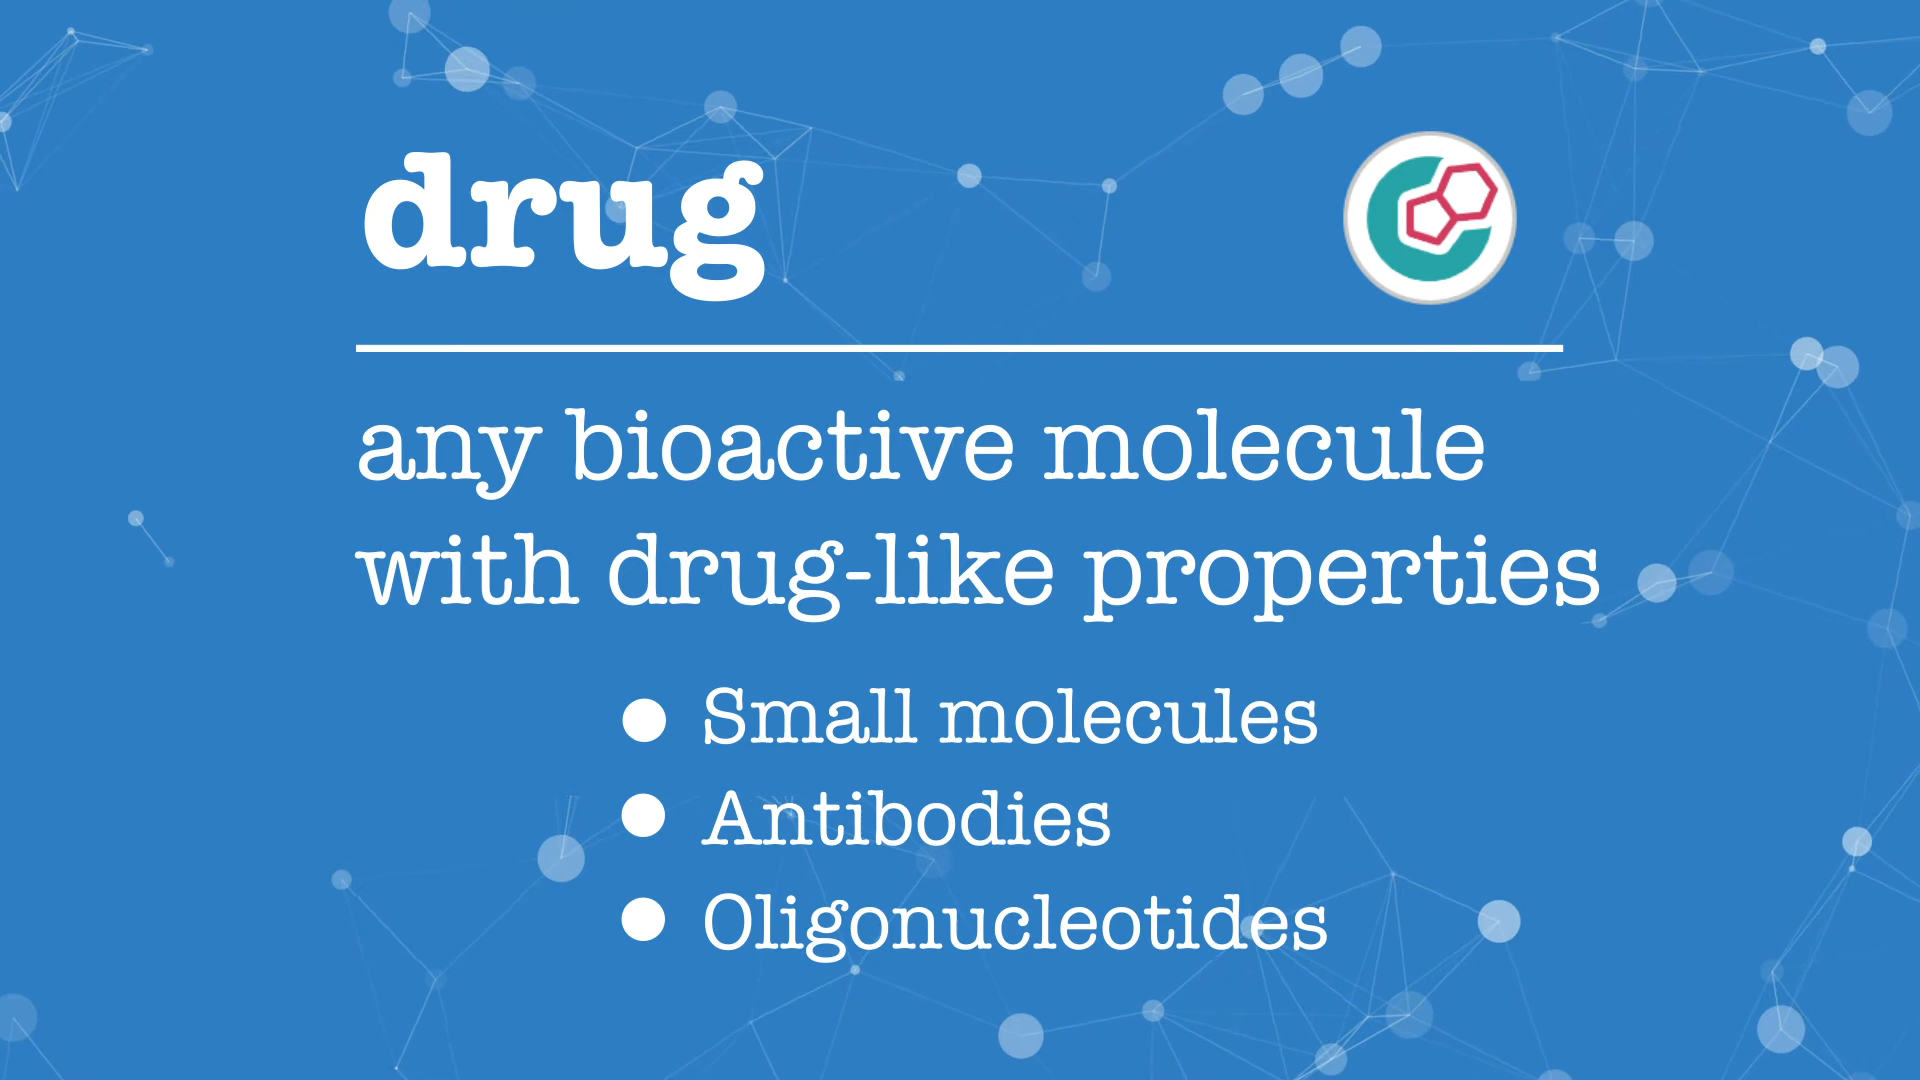 drug
any bioactive molecule
with drug-like properties
Small molecules
Antibodies
Oligonucleotides